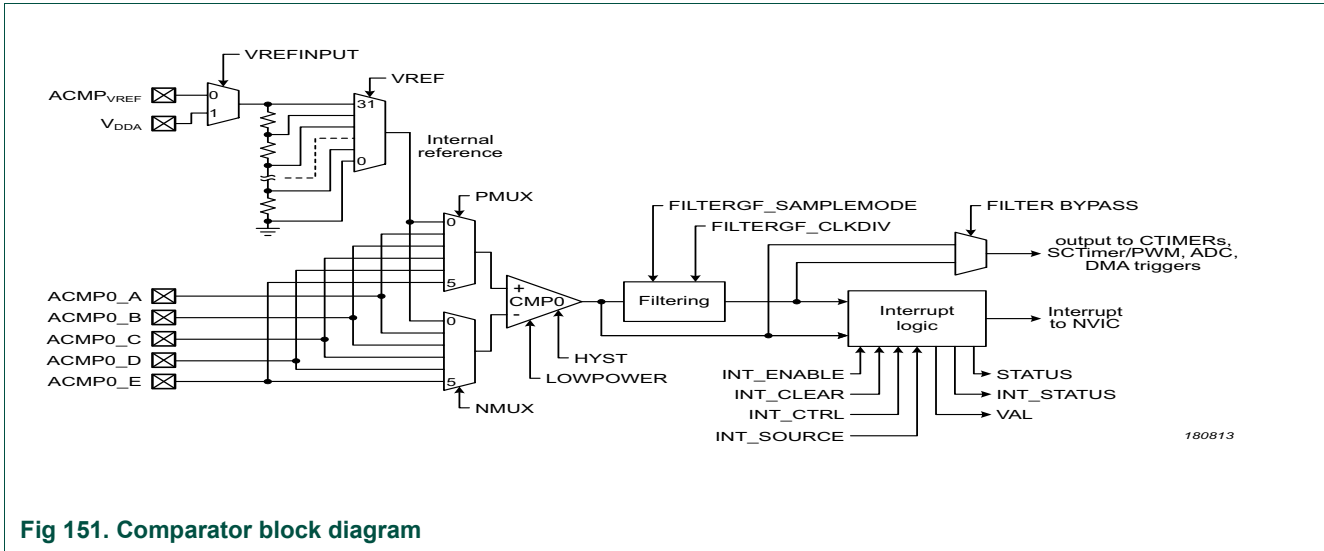 VREFINPUT
ACMPVREF
0
VREF
31
VDDA
1
Internal
reference
0
PMUX
0
5
FILTERGF_SAMPLEMODE
FILTERGF_CLKDIV
FILTER BYPASS
output to CTIMERs,
SCTimer/PWM, ADC,
DMA triggers
ACMP0_A
ACMP0_B
ACMP0_C
ACMP0_D
ACMP0_E
+
CMP0
-
Filtering
Interrupt
logic
Interrupt
to NVIC
0
5
NMUX
HYST
LOWPOWER
INT_ENABLE
INT_CLEAR
INT_CTRL
INT_SOURCE
STATUS
INT_STATUS
VAL
180813
Fig 151. Comparator block diagram